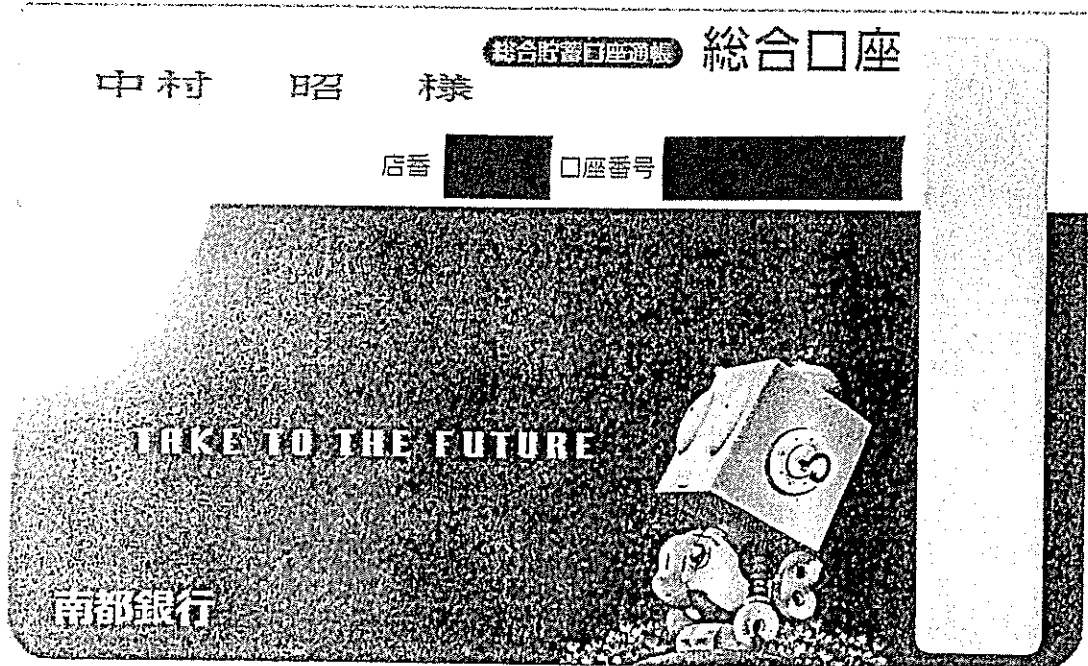 総合貯蓄口座通帳 総合口座
中村 昭 様
店番 口座番号
TAKE TO THE FUTURE
南都銀行